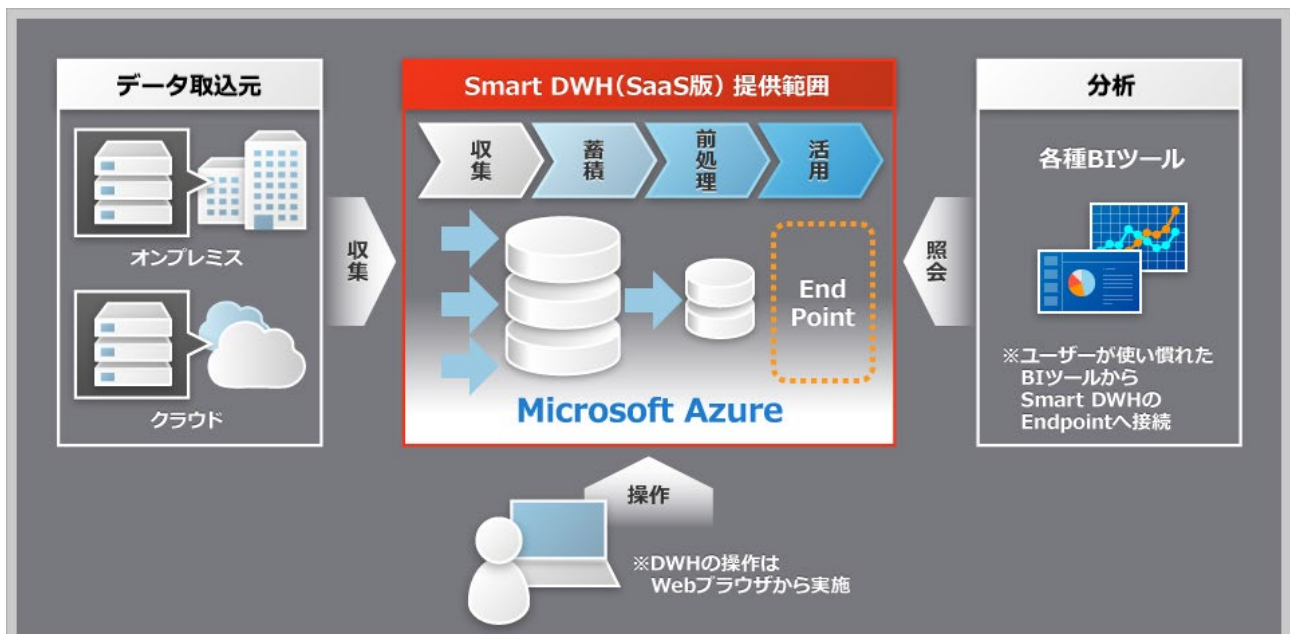 データ取込元
オンプレミス
クラウド
収集
Smart DWH(SaaS版) 提供範囲
収集
蓄積
前処理
活用
End
Point
Microsoft Azure
照会
分析
各種BIツール
※ユーザーが使い慣れた
BIツールから
Smart DWHの
Endpointへ接続
操作
※DWHの操作は
Webブラウザから実施